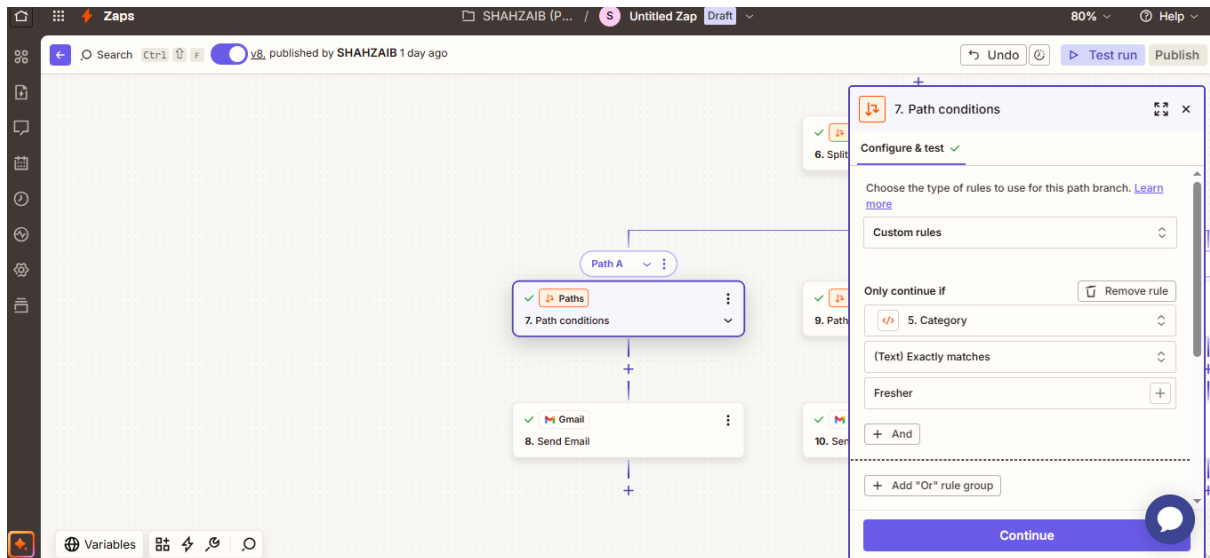 Zaps
SHAHZAIB (P... / S Untitled Zap Draft
80% Help
Search Ctrl ⇧ F v8. published by SHAHZAIB 1 day ago
Undo Test run Publish
7. Path conditions
Configure & test
6. Split
Choose the type of rules to use for this path branch. Learn
more
Custom rules
Path A
Only continue if Remove rule
Paths
7. Path conditions
9. Path
</> 5. Category
(Text) Exactly matches
Fresher
Gmail
8. Send Email
10. Sen
+ And
+ Add "Or" rule group
Continue
Variables